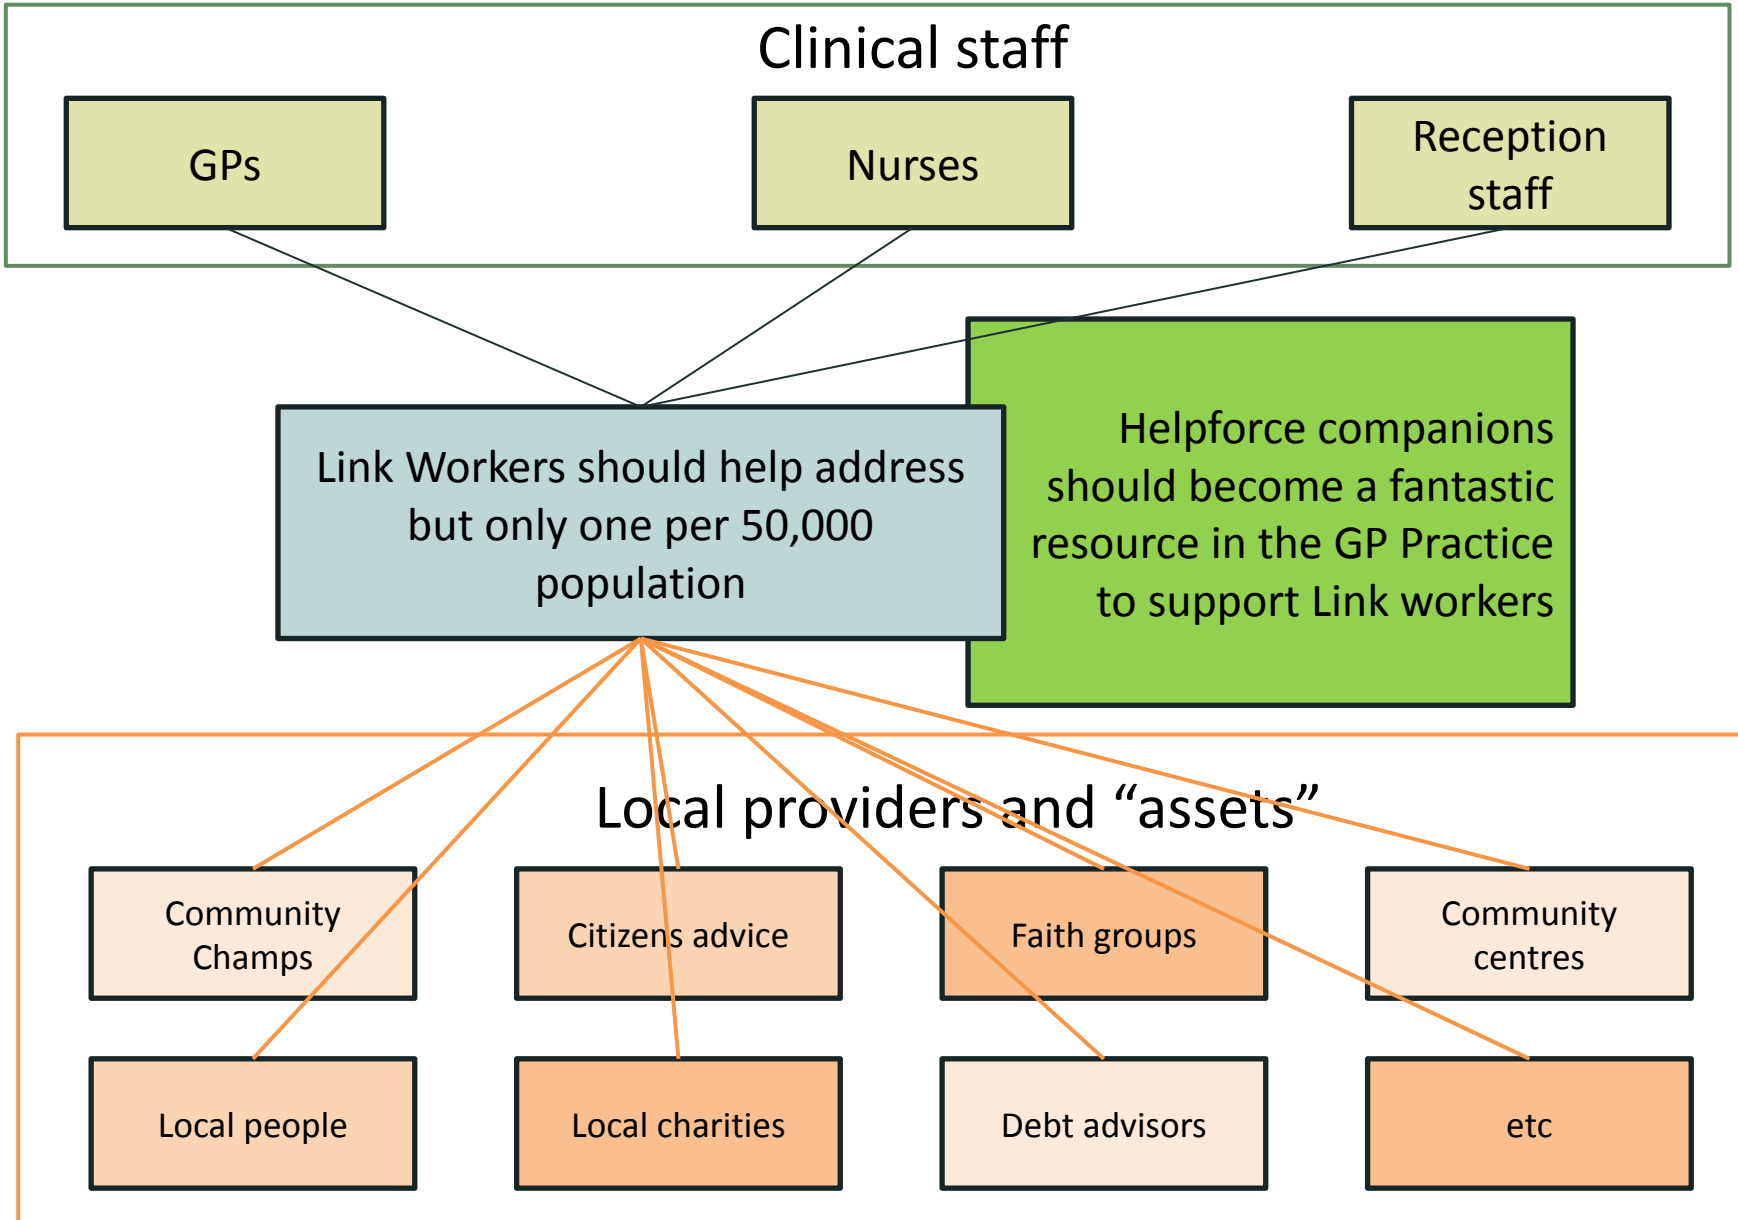 Clinical staff
GPs
Nurses
Reception
staff
Link Workers should help address
but only one per 50,000
population
Helpforce companions
should become a fantastic
resource in the GP Practice
to support Link workers
Local providers and “assets”
Community
Champs
Citizens advice
Faith groups
Community
centres
Local people
Local charities
Debt advisors
etc